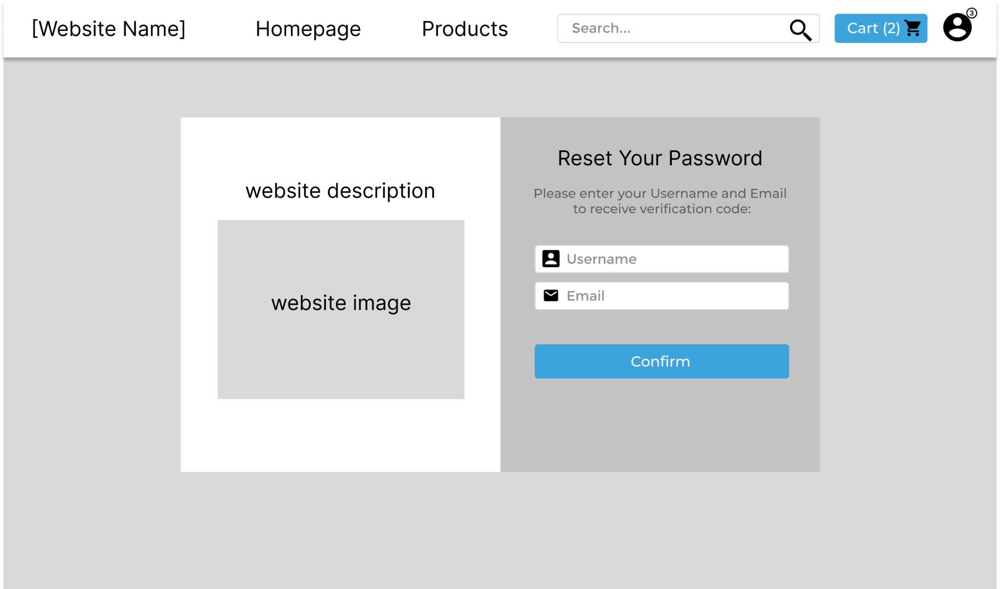 [Website Name]
Homepage
Products
Search...
Cart (2)
3
website description
website image
Reset Your Password
Please enter your Username and Email
to receive verification code:
Username
Email
Confirm